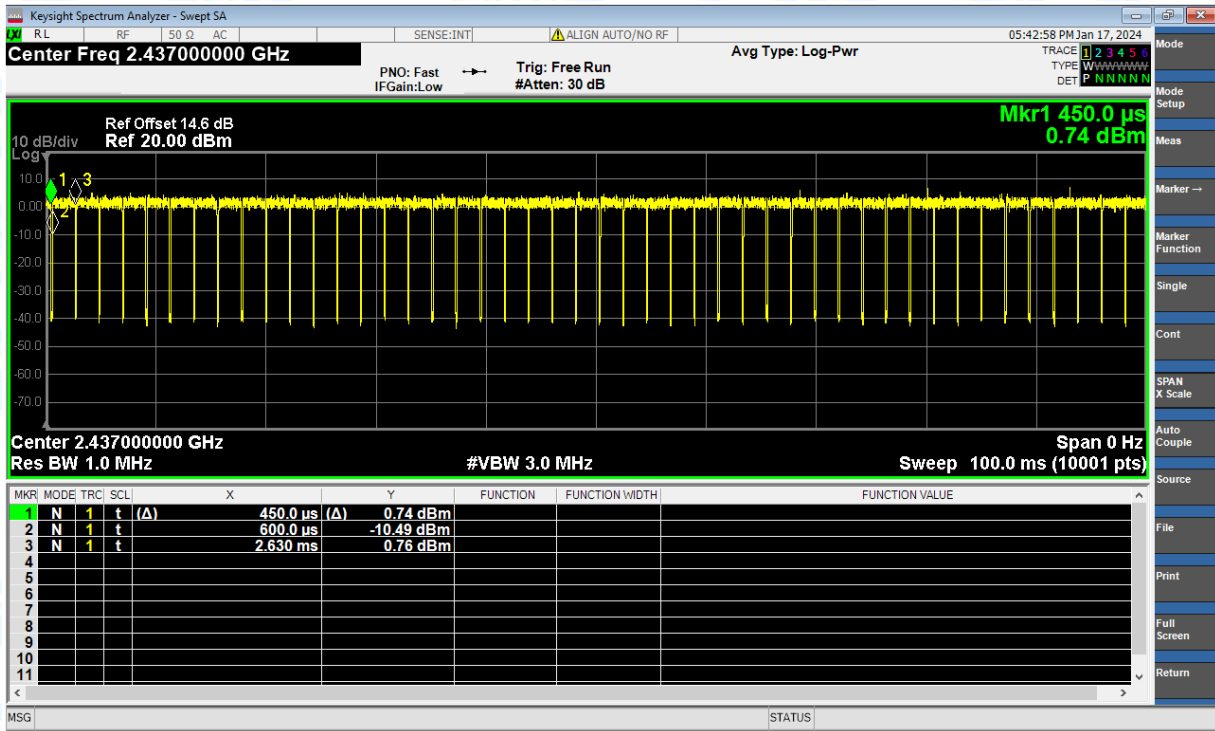 Keysight Spectrum Analyzer - Swept SA
LXI RL RF 50 Ω AC SENSE:INT ALIGN AUTO/NO RF 05:42:58 PM Jan 17, 2024
Center Freq 2.437000000 GHz
Avg Type: Log-Pwr
TRACE 1 2 3 4 5 6
TYPE WWWWWW
DET P N N N N N
PNO: Fast
IFGain:Low
Trig: Free Run
#Atten: 30 dB
Mkr1 450.0 µs
0.74 dBm
Ref Offset 14.6 dB
10 dB/div Ref 20.00 dBm
Log
10.0
0.00
-10.0
-20.0
-30.0
-40.0
-50.0
-60.0
-70.0
1 3
2
Center 2.437000000 GHz Span 0 Hz
Res BW 1.0 MHz #VBW 3.0 MHz Sweep 100.0 ms (10001 pts)
MKR MODE TRC SCL X Y FUNCTION FUNCTION WIDTH FUNCTION VALUE
1 N 1 t (Δ) 450.0 µs (Δ) 0.74 dBm
2 N 1 t 600.0 µs -10.49 dBm
3 N 1 t 2.630 ms 0.76 dBm
4
5
6
7
8
9
10
11
MSG STATUS
Mode
Mode
Setup
Meas
Marker →
Marker
Function
Single
Cont
SPAN
X Scale
Auto
Couple
Source
File
Print
Full
Screen
Return